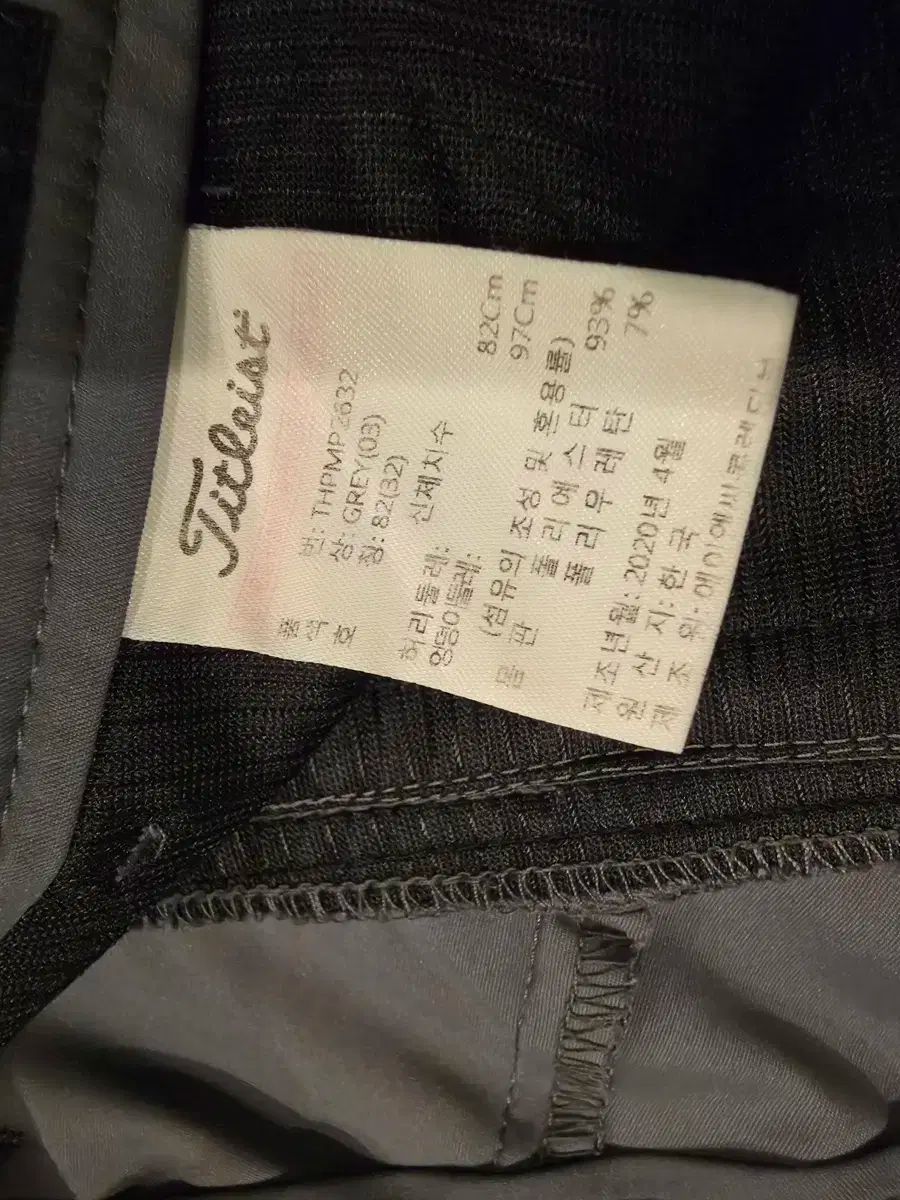 Titleist
품 번: THPMP2632
색 상: GREY(03)
호 칭: 82(32)
신체치수
허리둘레: 82Cm
엉덩이둘레: 97Cm
(섬유의 조성 및 혼용률)
몸 판 폴리에스터 93%
폴리우레탄 7%
제조년월: 2020년 4월
원 산 지: 한 국
제 조 원: